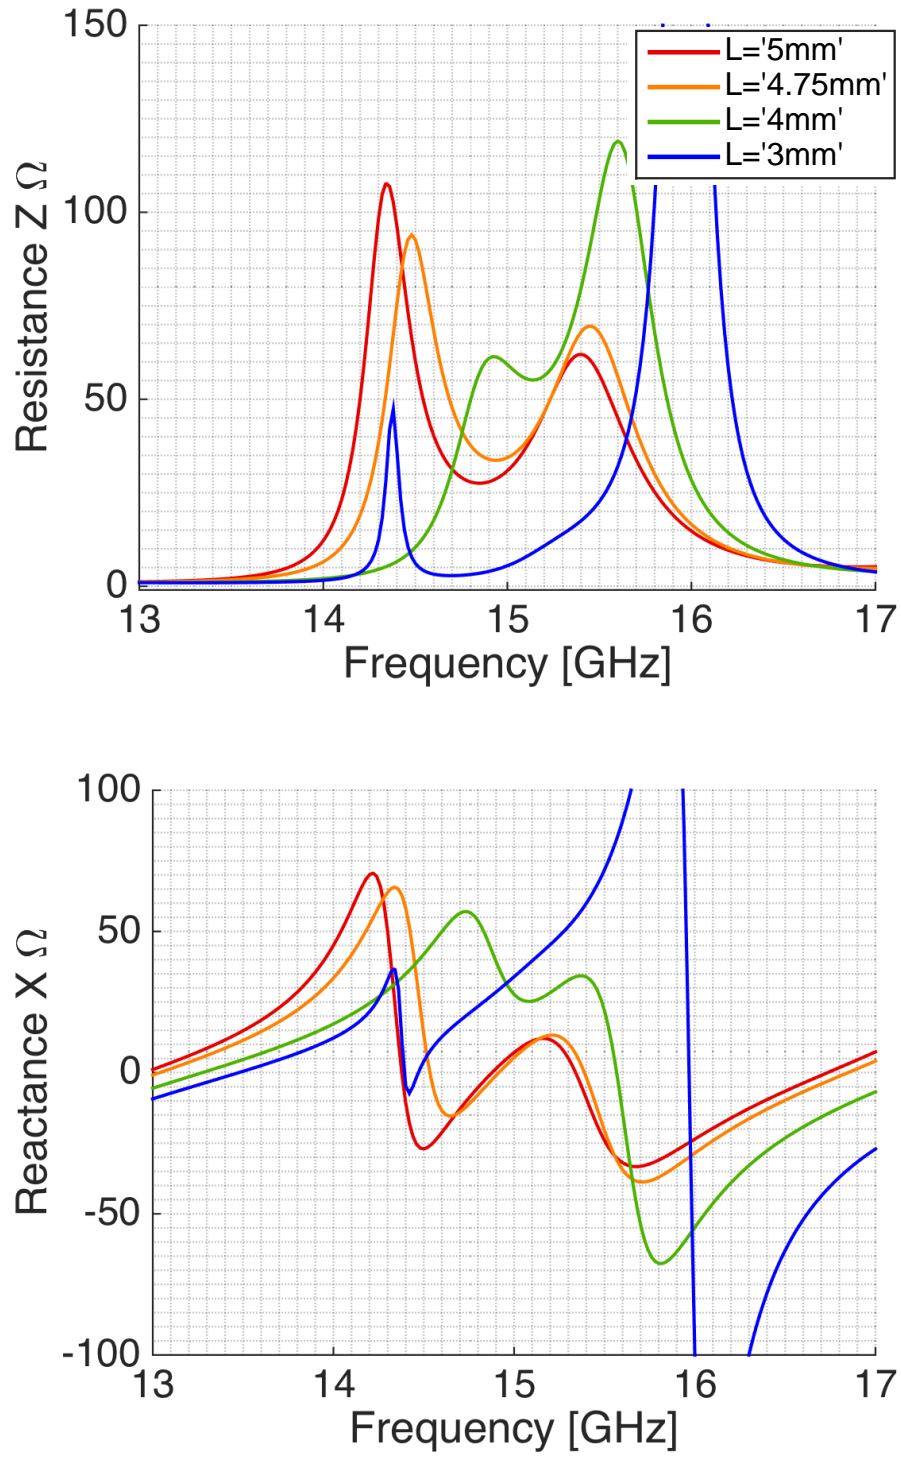 150
100
50
0
Resistance Z Ω
L='5mm'
L='4.75mm'
L='4mm'
L='3mm'
13 14 15 16 17
Frequency [GHz]
100
50
0
-50
-100
Reactance X Ω
13 14 15 16 17
Frequency [GHz]